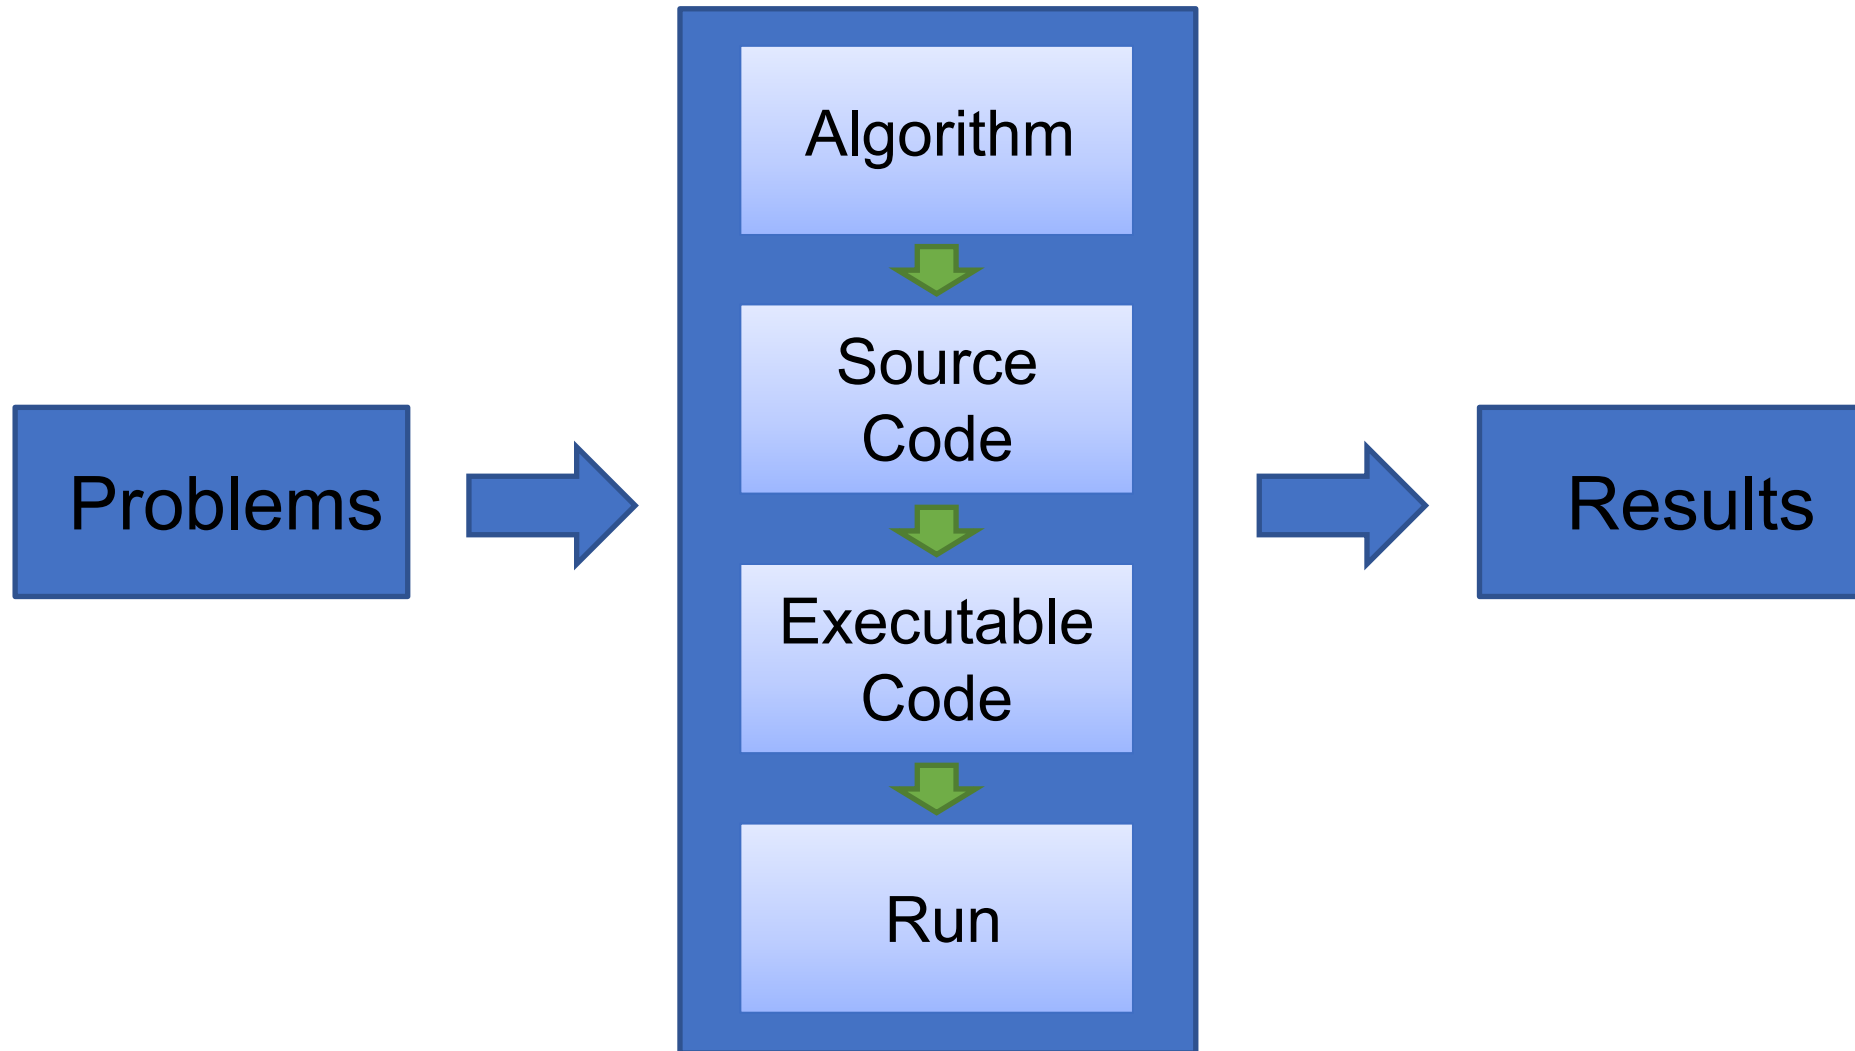 Problems
Algorithm
Source
Code
Executable
Code
Run
Results